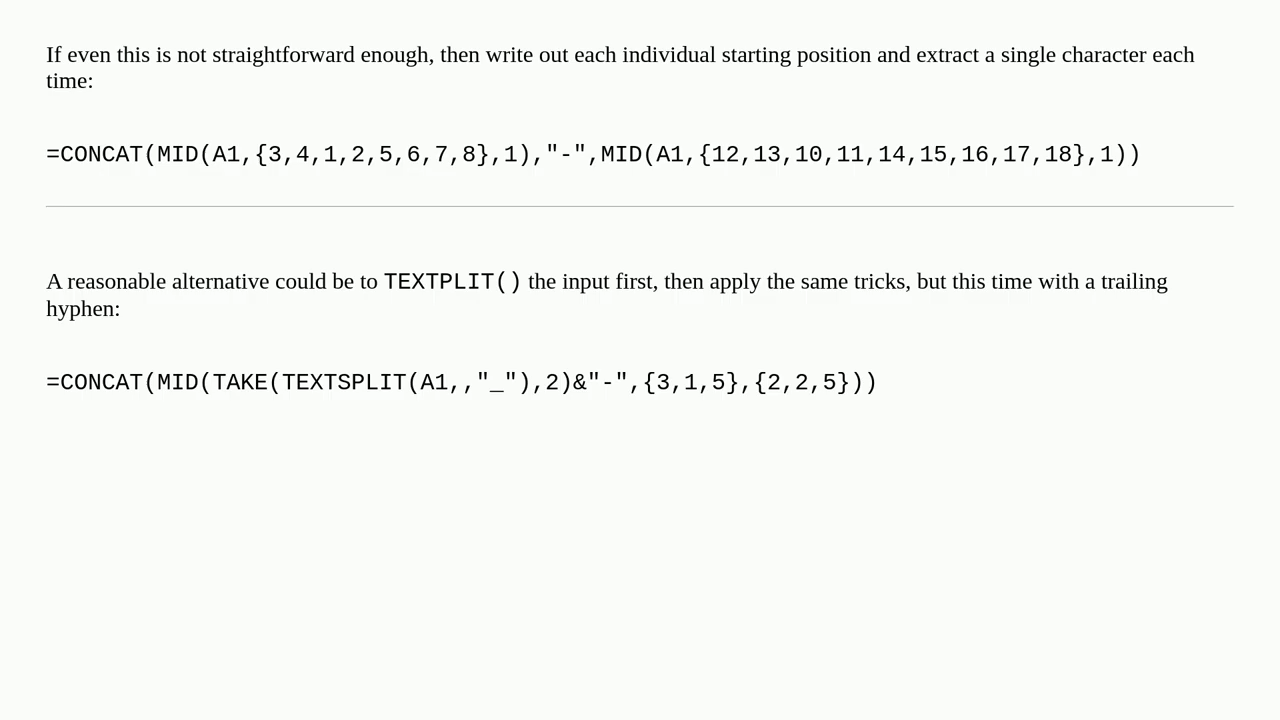 If even this is not straightforward enough, then write out each individual starting position and extract a single character each
time:
=CONCAT(MID(A1,{3,4,1,2,5,6,7,8},1),"-",MID(A1,{12,13,10,11,14,15,16,17,18},1))
A reasonable alternative could be to TEXTPLIT() the input first, then apply the same tricks, but this time with a trailing
hyphen:
=CONCAT(MID(TAKE(TEXTSPLIT(A1,,"_"),2)&"-",{3,1,5},{2,2,5}))